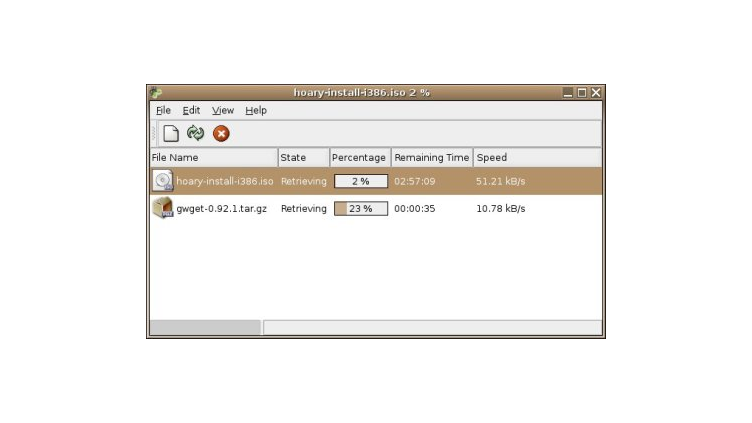 hoary-install-i386.iso 2 %
File Edit View Help
File Name State Percentage Remaining Time Speed
hoary-install-i386.iso Retrieving 2 % 02:57:09 51.21 kB/s
gwget-0.92.1.tar.gz Retrieving 23 % 00:00:35 10.78 kB/s